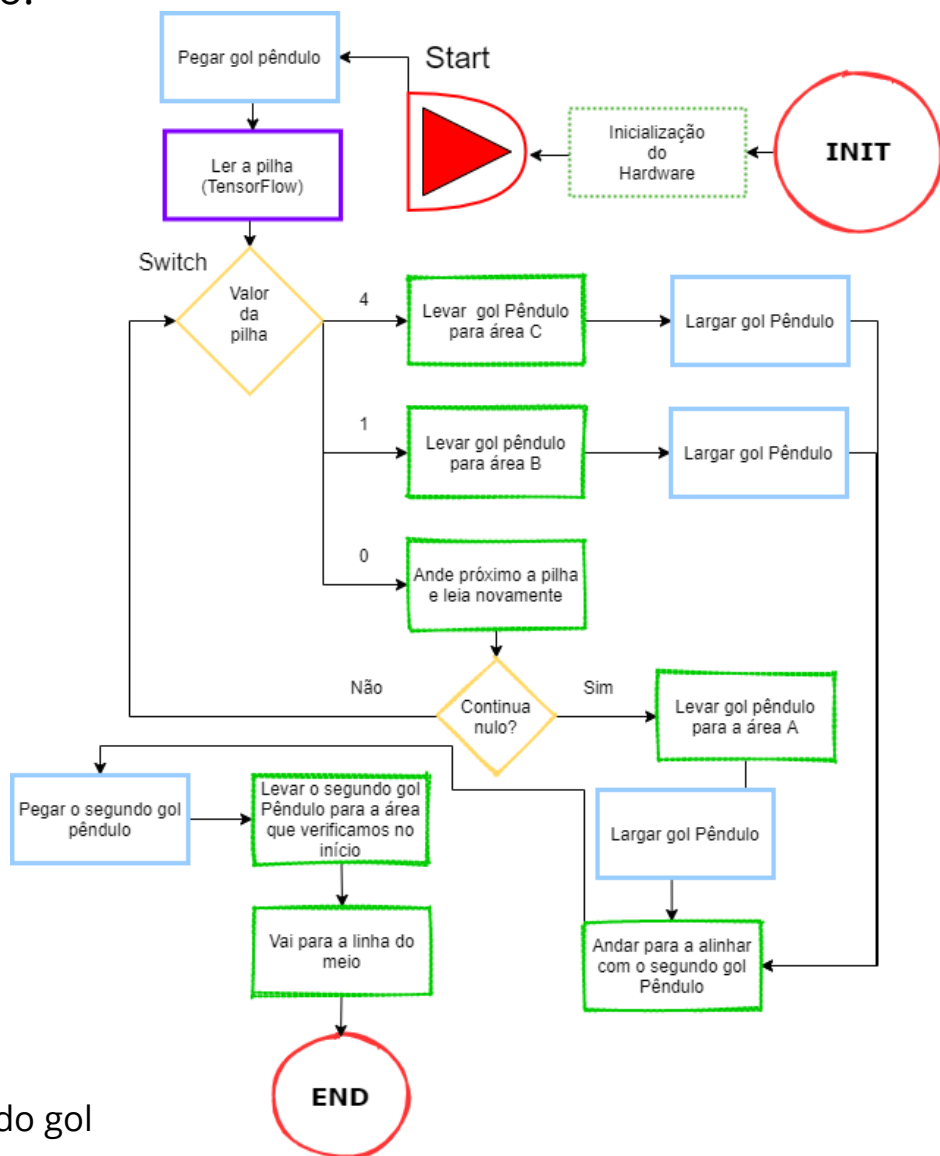 Pegar gol pêndulo
Start
Inicialização
do
Hardware
INIT
Ler a pilha
(TensorFlow)
Switch
Valor
da
pilha
4
Levar gol Pêndulo
para área C
Largar gol Pêndulo
1
Levar gol pêndulo
para área B
Largar gol Pêndulo
0
Ande próximo a pilha
e leia novamente
Não
Continua
nulo?
Sim
Levar gol pêndulo
para a área A
Pegar o segundo gol
pêndulo
Levar o segundo gol
Pêndulo para a área
que verificamos no
início
Largar gol Pêndulo
Vai para a linha do
meio
Andar para a alinhar
com o segundo gol
Pêndulo
END
do gol